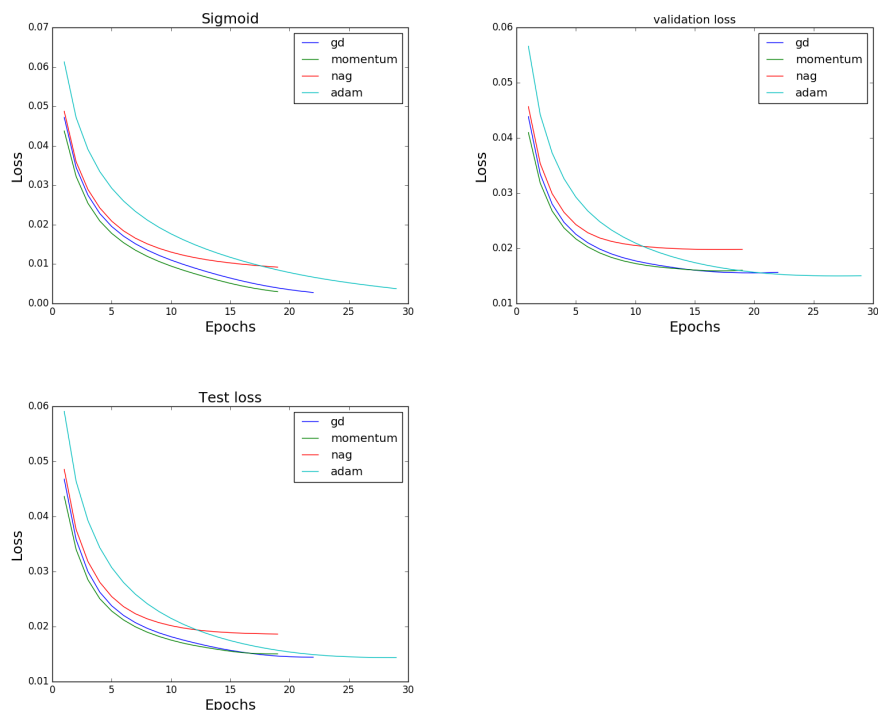 Sigmoid
0.07
0.06
0.05
0.04
0.03
0.02
0.01
0.00
Loss
gd
momentum
nag
adam
0 5 10 15 20 25 30
Epochs
validation loss
0.06
0.05
0.04
0.03
0.02
0.01
Loss
gd
momentum
nag
adam
0 5 10 15 20 25 30
Epochs
Test loss
0.06
0.05
0.04
0.03
0.02
0.01
Loss
gd
momentum
nag
adam
0 5 10 15 20 25 30
Epochs